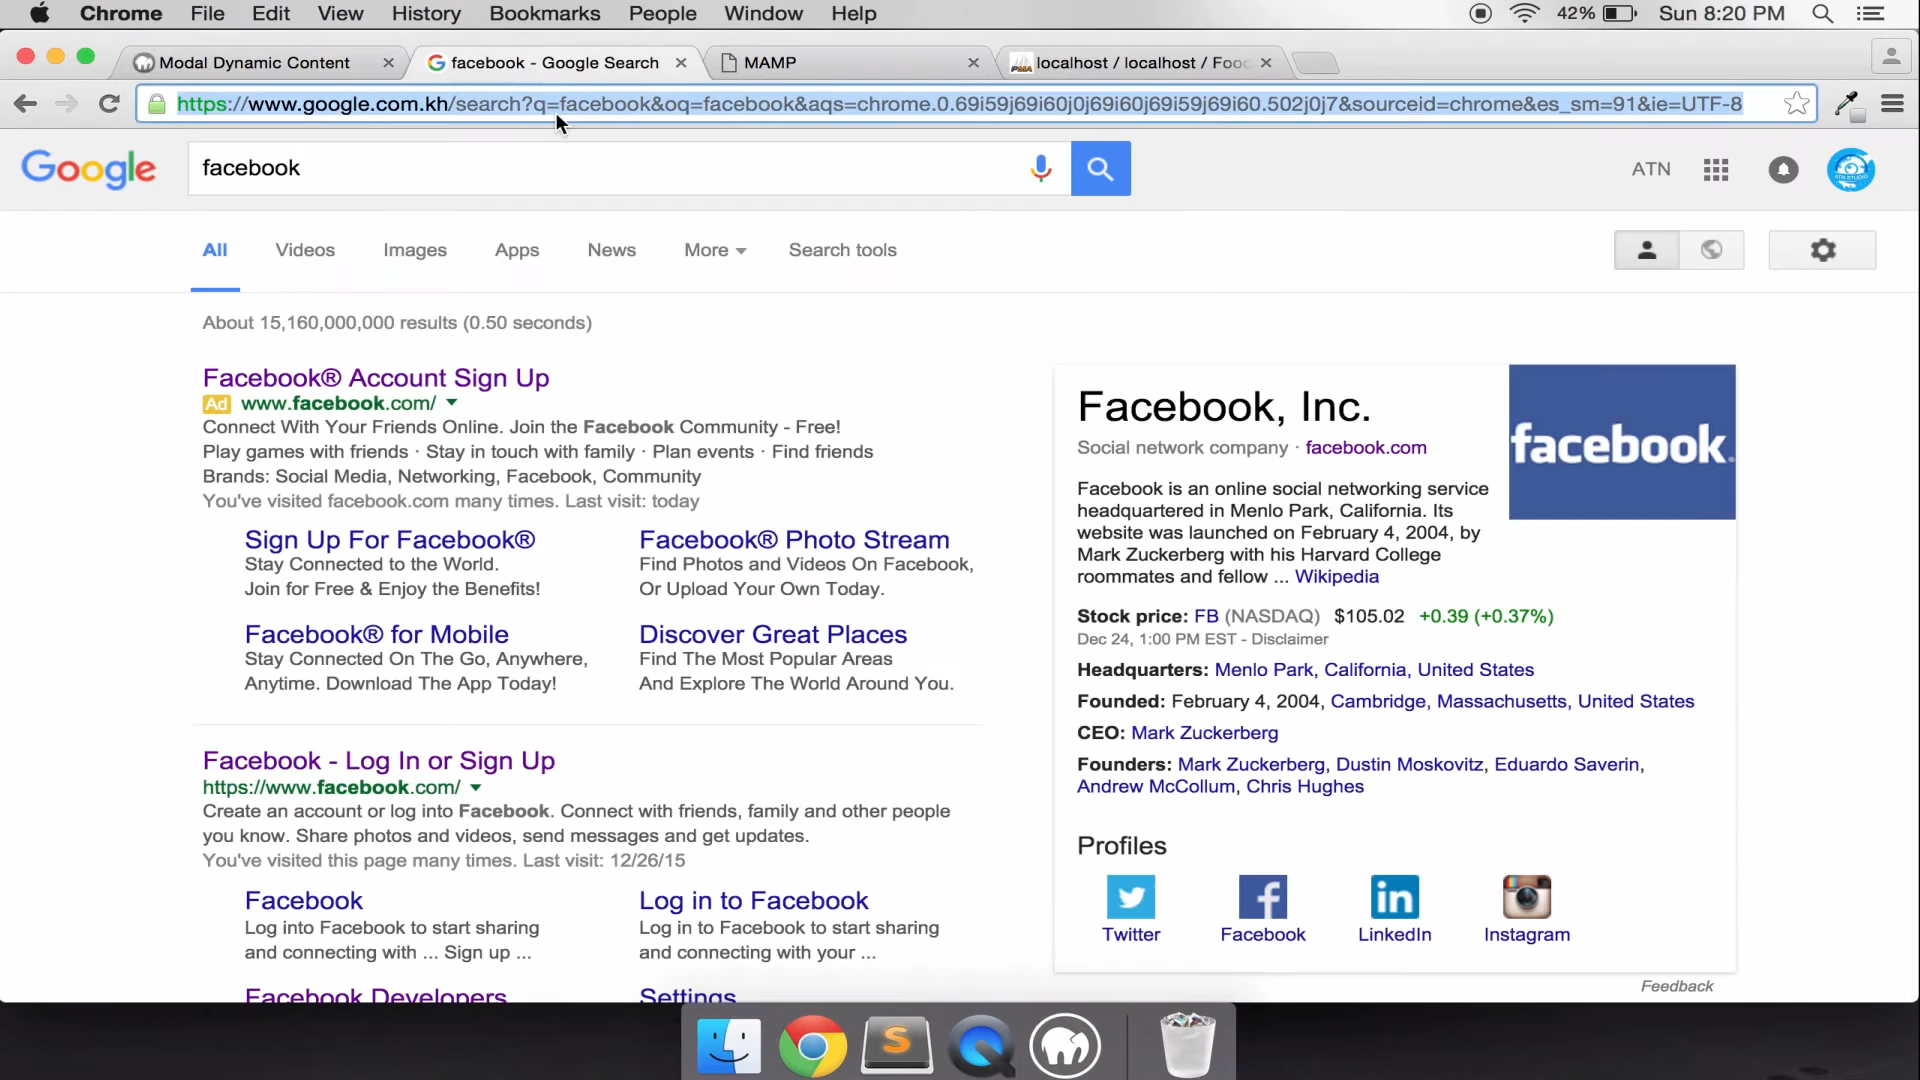 Chrome File Edit View History Bookmarks People Window Help 42% Sun 8:20 PM
Modal Dynamic Content facebook - Google Search MAMP localhost / localhost / Food
https://www.google.com.kh/search?q=facebook&oq=facebook&aqs=chrome.0.69i59j69i60j0j69i60j69i59j69i60.502j0j7&sourceid=chrome&es_sm=91&ie=UTF-8
Google facebook ATN
All Videos Images Apps News More Search tools
About 15,160,000,000 results (0.50 seconds)
Facebook® Account Sign Up
Ad www.facebook.com/
Connect With Your Friends Online. Join the Facebook Community - Free!
Play games with friends · Stay in touch with family · Plan events · Find friends
Brands: Social Media, Networking, Facebook, Community
You've visited facebook.com many times. Last visit: today
Sign Up For Facebook®
Stay Connected to the World.
Join for Free & Enjoy the Benefits!
Facebook® Photo Stream
Find Photos and Videos On Facebook,
Or Upload Your Own Today.
Facebook® for Mobile
Stay Connected On The Go, Anywhere,
Anytime. Download The App Today!
Discover Great Places
Find The Most Popular Areas
And Explore The World Around You.
Facebook - Log In or Sign Up
https://www.facebook.com/
Create an account or log into Facebook. Connect with friends, family and other people
you know. Share photos and videos, send messages and get updates.
You've visited this page many times. Last visit: 12/26/15
Facebook
Log into Facebook to start sharing
and connecting with ... Sign up ...
Log in to Facebook
Log in to Facebook to start sharing
and connecting with your ...
Facebook Developers
Settings
Facebook, Inc.
Social network company · facebook.com
facebook.
Facebook is an online social networking service
headquartered in Menlo Park, California. Its
website was launched on February 4, 2004, by
Mark Zuckerberg with his Harvard College
roommates and fellow ... Wikipedia
Stock price: FB (NASDAQ) $105.02 +0.39 (+0.37%)
Dec 24, 1:00 PM EST - Disclaimer
Headquarters: Menlo Park, California, United States
Founded: February 4, 2004, Cambridge, Massachusetts, United States
CEO: Mark Zuckerberg
Founders: Mark Zuckerberg, Dustin Moskovitz, Eduardo Saverin,
Andrew McCollum, Chris Hughes
Profiles
Twitter Facebook LinkedIn Instagram
Feedback